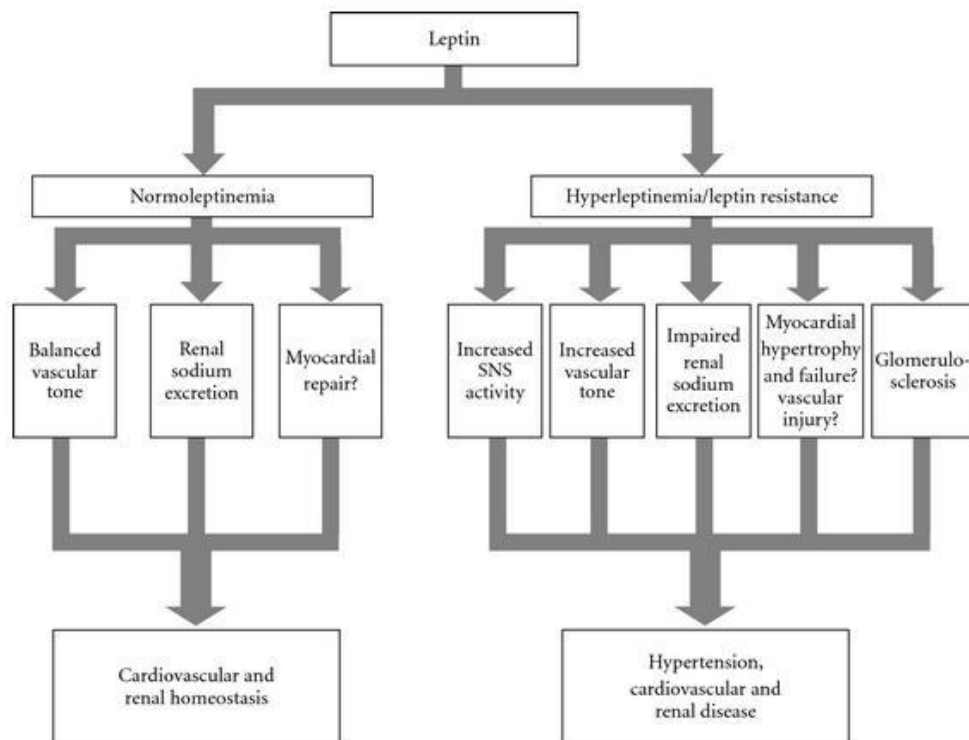 Leptin
Normoleptinemia
Hyperleptinemia/leptin resistance
Balanced
vascular
tone
Renal
sodium
excretion
Myocardial
repair?
Increased
SNS
activity
Increased
vascular
tone
Impaired
renal
sodium
excretion
Myocardial
hypertrophy
and failure?
vascular
injury?
Glomerulo-
sclerosis
Cardiovascular and
renal homeostasis
Hypertension,
cardiovascular and
renal disease